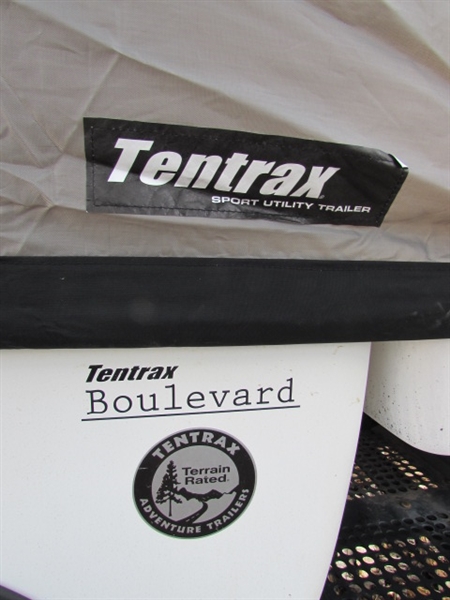 Tentrax
SPORT UTILITY TRAILER
Tentrax
Boulevard
TENTRAX
Terrain
Rated
ADVENTURE TRAILERS